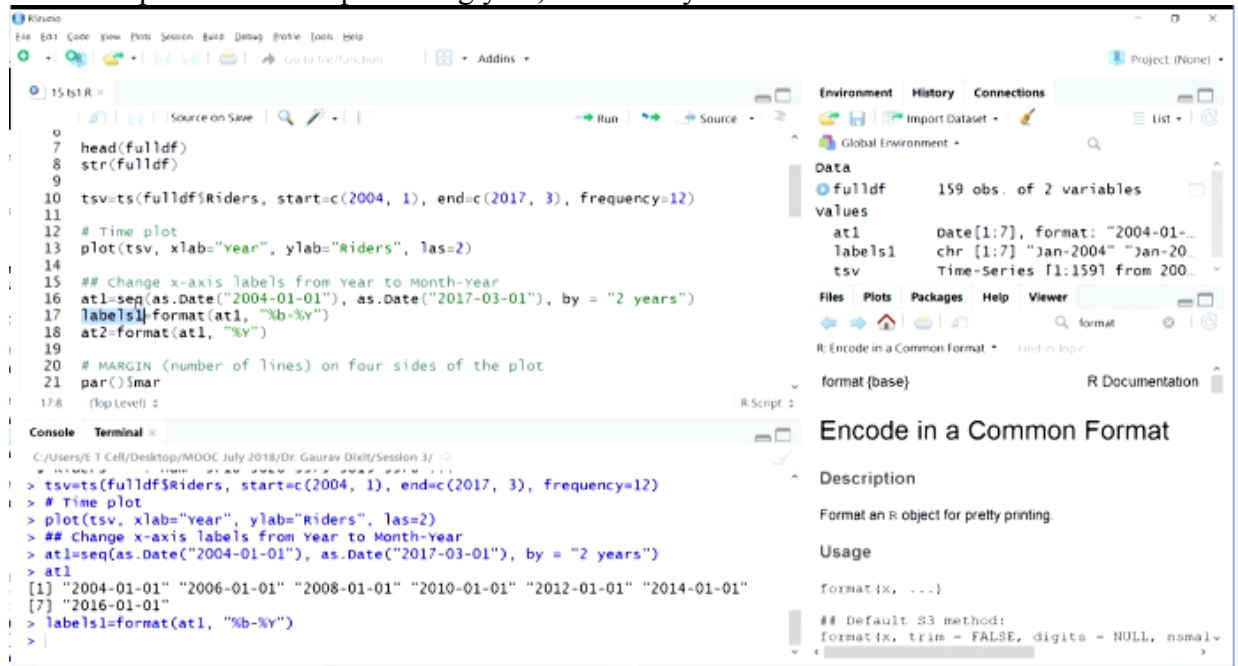 RStudio
File Edit Code View Plots Session Build Debug Profile Tools Help
Go to file/function Addins Project: (None)
15 ts1.R
Source on Save Run Source
6
7 head(fulldf)
8 str(fulldf)
9
10 tsv=ts(fulldf$Riders, start=c(2004, 1), end=c(2017, 3), frequency=12)
11
12 # Time plot
13 plot(tsv, xlab="Year", ylab="Riders", las=2)
14
15 ## Change x-axis labels from Year to Month-Year
16 at1=seq(as.Date("2004-01-01"), as.Date("2017-03-01"), by = "2 years")
17 labels1=format(at1, "%b-%Y")
18 at2=format(at1, "%Y")
19
20 # MARGIN (number of lines) on four sides of the plot
21 par()$mar
17:8 (Top Level) R Script
Console Terminal
C:/Users/E T Cell/Desktop/MOOC July 2018/Dr. Gaurav Dixit/Session 3/
> tsv=ts(fulldf$Riders, start=c(2004, 1), end=c(2017, 3), frequency=12)
> # Time plot
> plot(tsv, xlab="Year", ylab="Riders", las=2)
> ## Change x-axis labels from Year to Month-Year
> at1=seq(as.Date("2004-01-01"), as.Date("2017-03-01"), by = "2 years")
> at1
[1] "2004-01-01" "2006-01-01" "2008-01-01" "2010-01-01" "2012-01-01" "2014-01-01"
[7] "2016-01-01"
> labels1=format(at1, "%b-%Y")
>
Environment History Connections
Import Dataset List
Global Environment
Data
fulldf 159 obs. of 2 variables
Values
at1 Date[1:7], format: "2004-01-...
labels1 chr [1:7] "Jan-2004" "Jan-20...
tsv Time-Series [1:159] from 200...
Files Plots Packages Help Viewer
format
R: Encode in a Common Format Find in Topic
format {base} R Documentation
Encode in a Common Format
Description
Format an R object for pretty printing.
Usage
format(x, ...)
## Default S3 method:
format(x, trim = FALSE, digits = NULL, nsmal